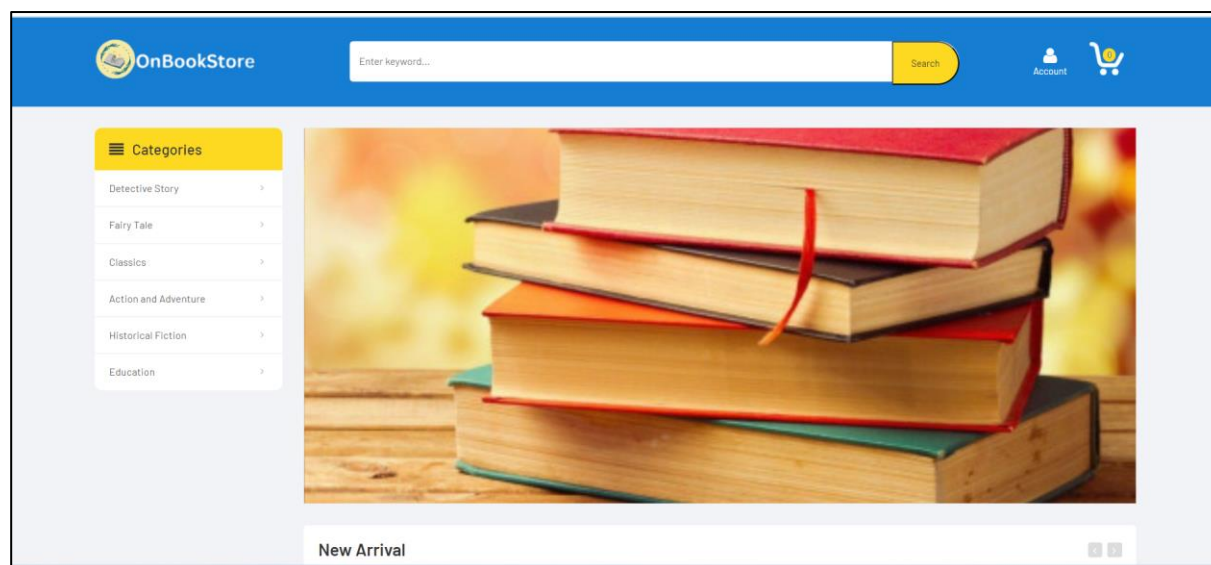 OnBookStore
Enter keyword...
Search
Account
0
Categories
Detective Story
Fairy Tale
Classics
Action and Adventure
Historical Fiction
Education
New Arrival